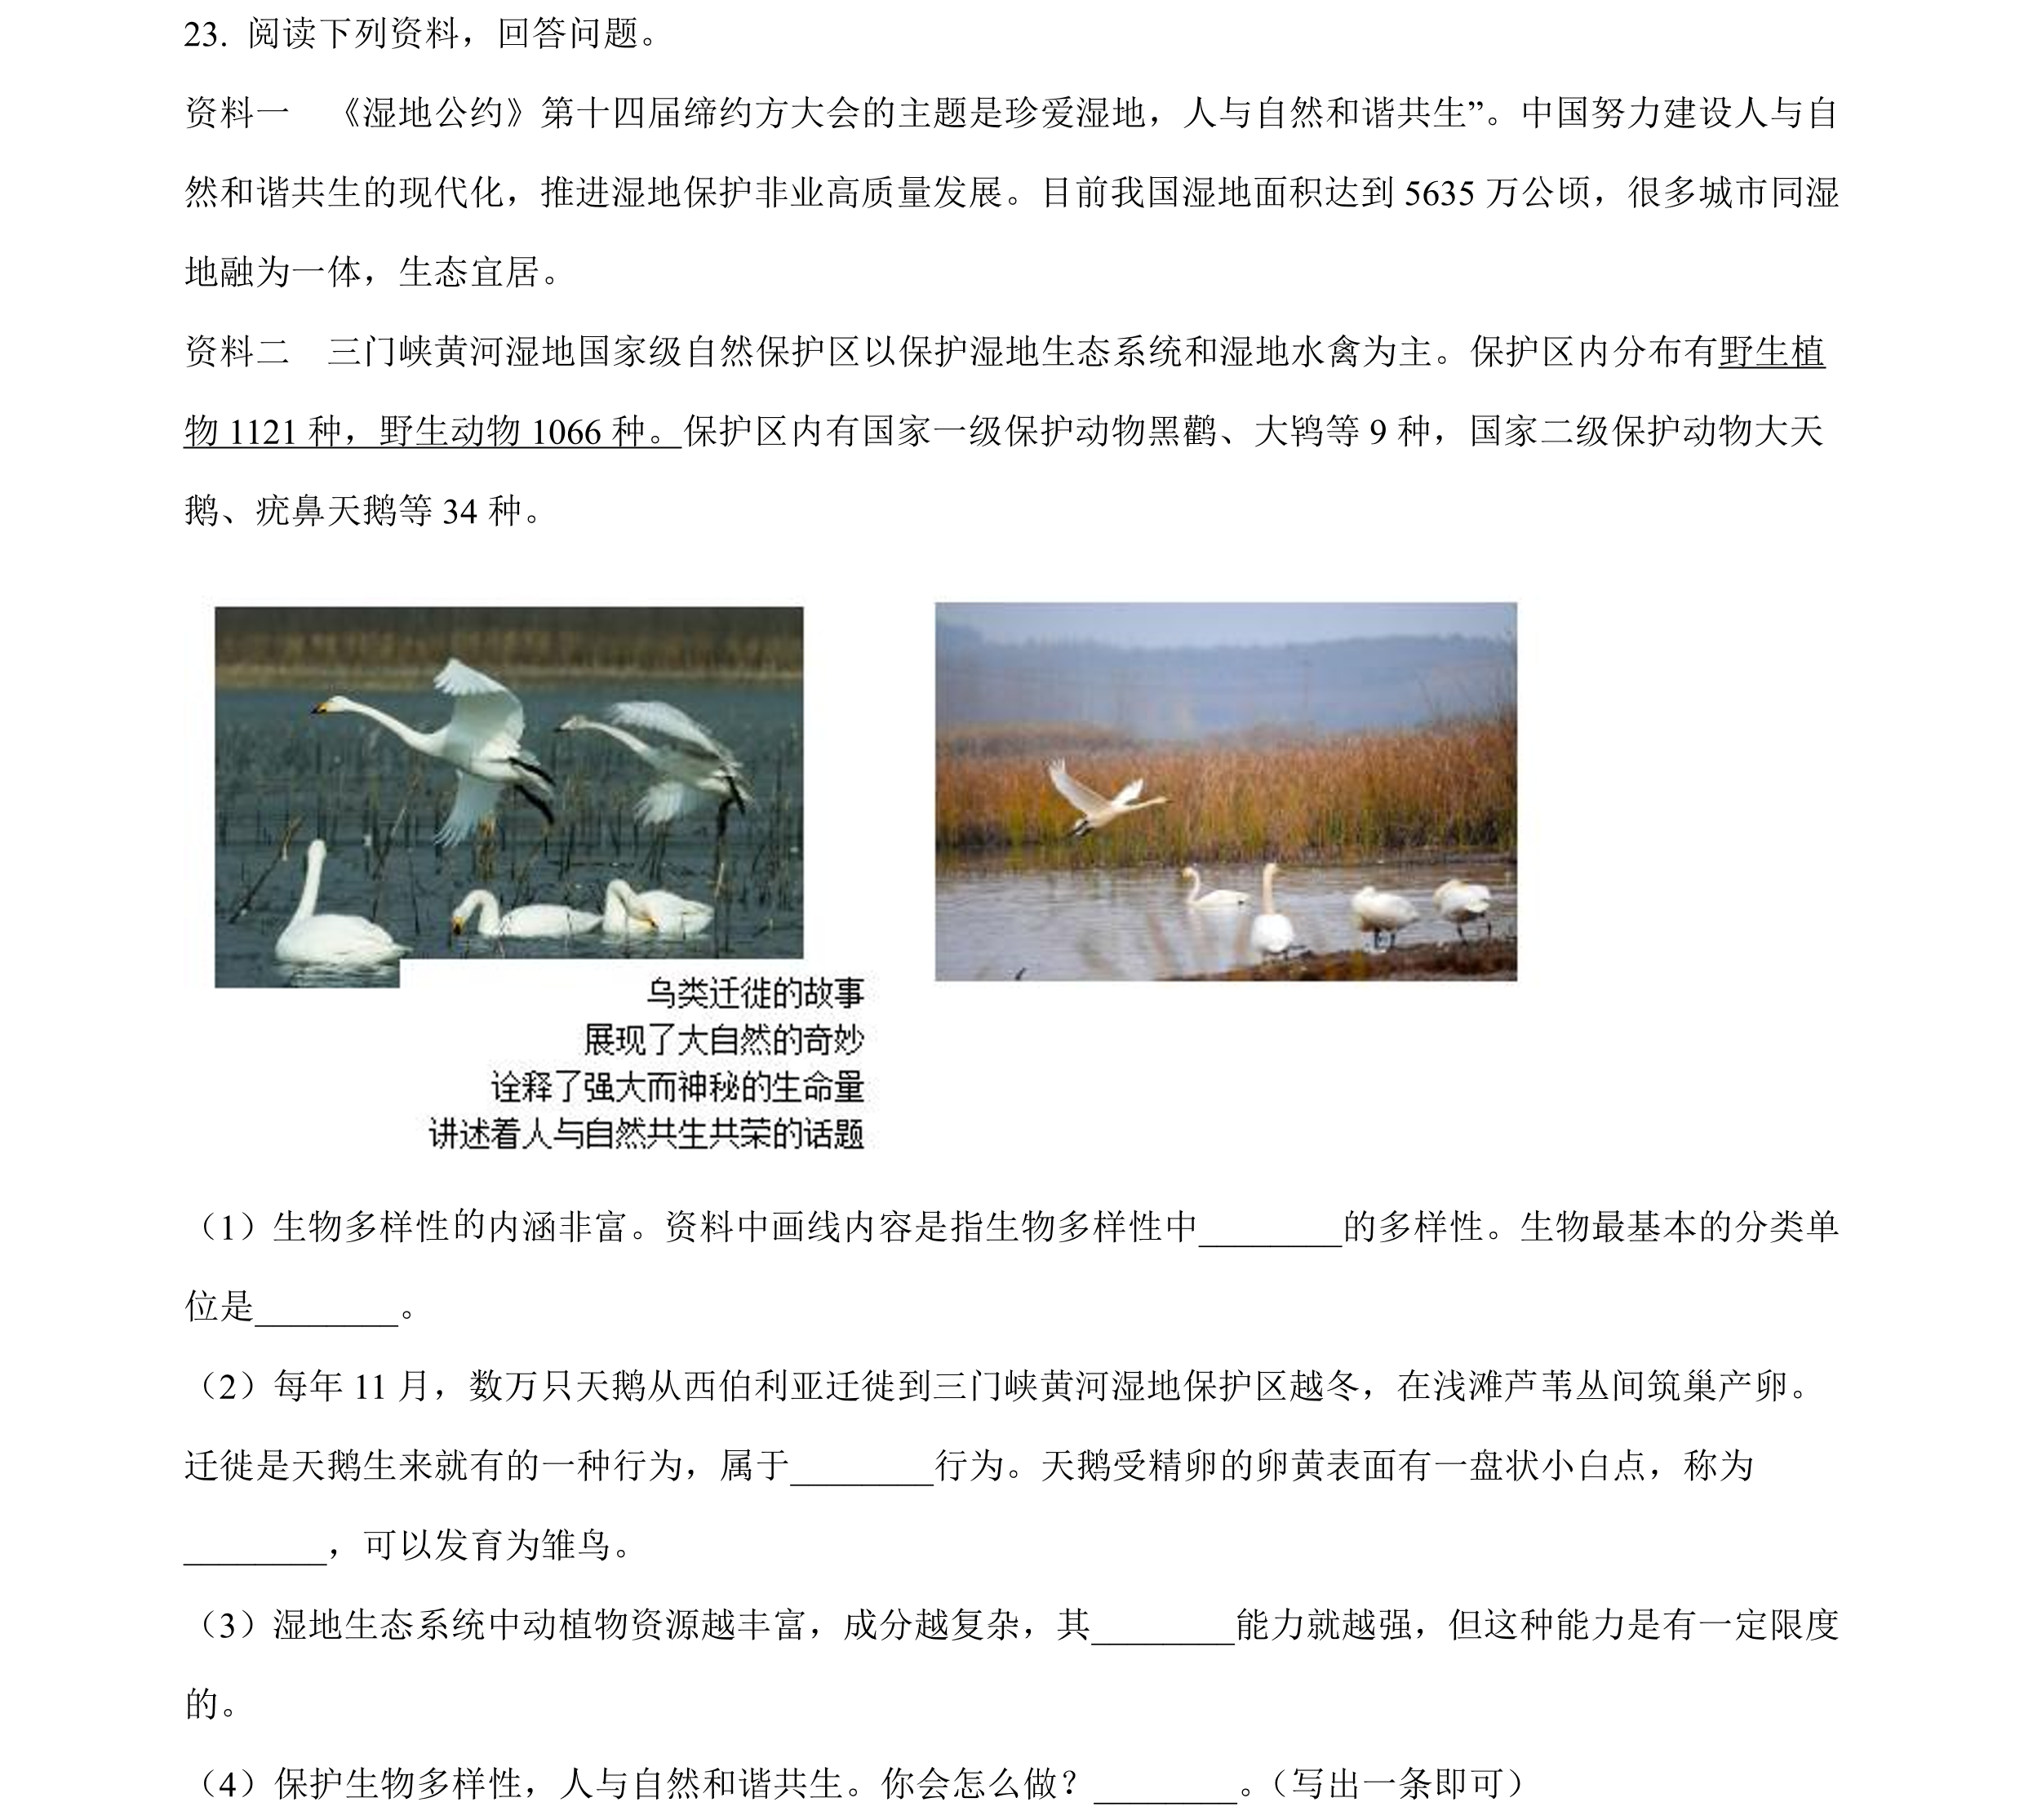 23. 阅读下列资料，回答问题。
资料一 《湿地公约》第十四届缔约方大会的主题是珍爱湿地，人与自然和谐共生”。中国努力建设人与自
然和谐共生的现代化，推进湿地保护非业高质量发展。目前我国湿地面积达到 5635 万公顷，很多城市同湿
地融为一体，生态宜居。
资料二 三门峡黄河湿地国家级自然保护区以保护湿地生态系统和湿地水禽为主。保护区内分布有野生植
物 1121 种，野生动物 1066 种。保护区内有国家一级保护动物黑鹳、大鸨等 9 种，国家二级保护动物大天
鹅、疣鼻天鹅等 34 种。
乌类迁徙的故事
展现了大自然的奇妙
诠释了强大而神秘的生命量
讲述着人与自然共生共荣的话题
（1）生物多样性的内涵非富。资料中画线内容是指生物多样性中________的多样性。生物最基本的分类单
位是________。
（2）每年 11 月，数万只天鹅从西伯利亚迁徙到三门峡黄河湿地保护区越冬，在浅滩芦苇丛间筑巢产卵。
迁徙是天鹅生来就有的一种行为，属于________行为。天鹅受精卵的卵黄表面有一盘状小白点，称为
________，可以发育为雏鸟。
（3）湿地生态系统中动植物资源越丰富，成分越复杂，其________能力就越强，但这种能力是有一定限度
的。
（4）保护生物多样性，人与自然和谐共生。你会怎么做？________。（写出一条即可）